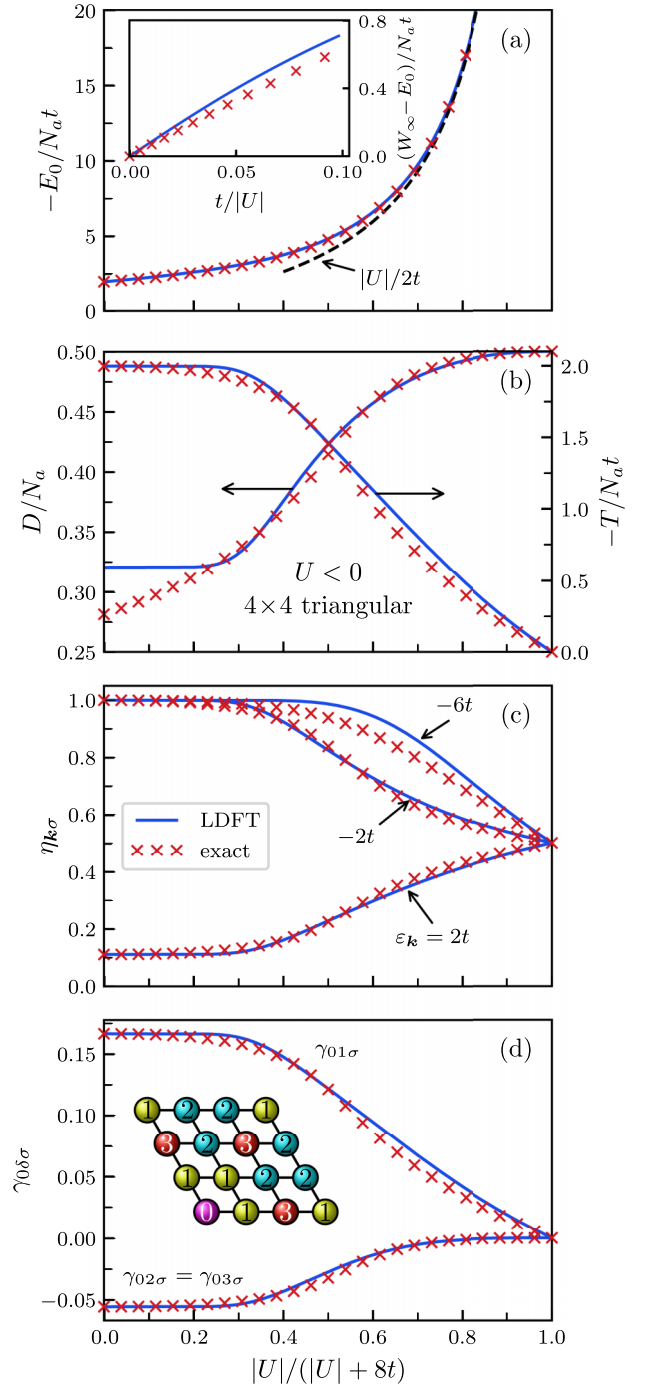 (a)
−E₀/Nₐt
20
15
10
5
0
0.8
0.4
0.0
(W∞−E₀)/Nₐt
0.00
0.05
0.10
t/|U|
|U|/2t
(b)
D/Nₐ
0.50
0.45
0.40
0.35
0.30
0.25
2.0
1.5
1.0
0.5
0.0
−T/Nₐt
U < 0
4×4 triangular
(c)
η𝒌σ
1.0
0.8
0.6
0.4
0.2
0.0
−6t
−2t
ε𝒌 = 2t
LDFT
exact
(d)
γ0δσ
0.15
0.10
0.05
0.00
−0.05
γ01σ
1 2 2 1
3 2 3 2
1 1 2 2
0 1 3 1
γ02σ = γ03σ
0.0 0.2 0.4 0.6 0.8 1.0
|U|/(|U| + 8t)